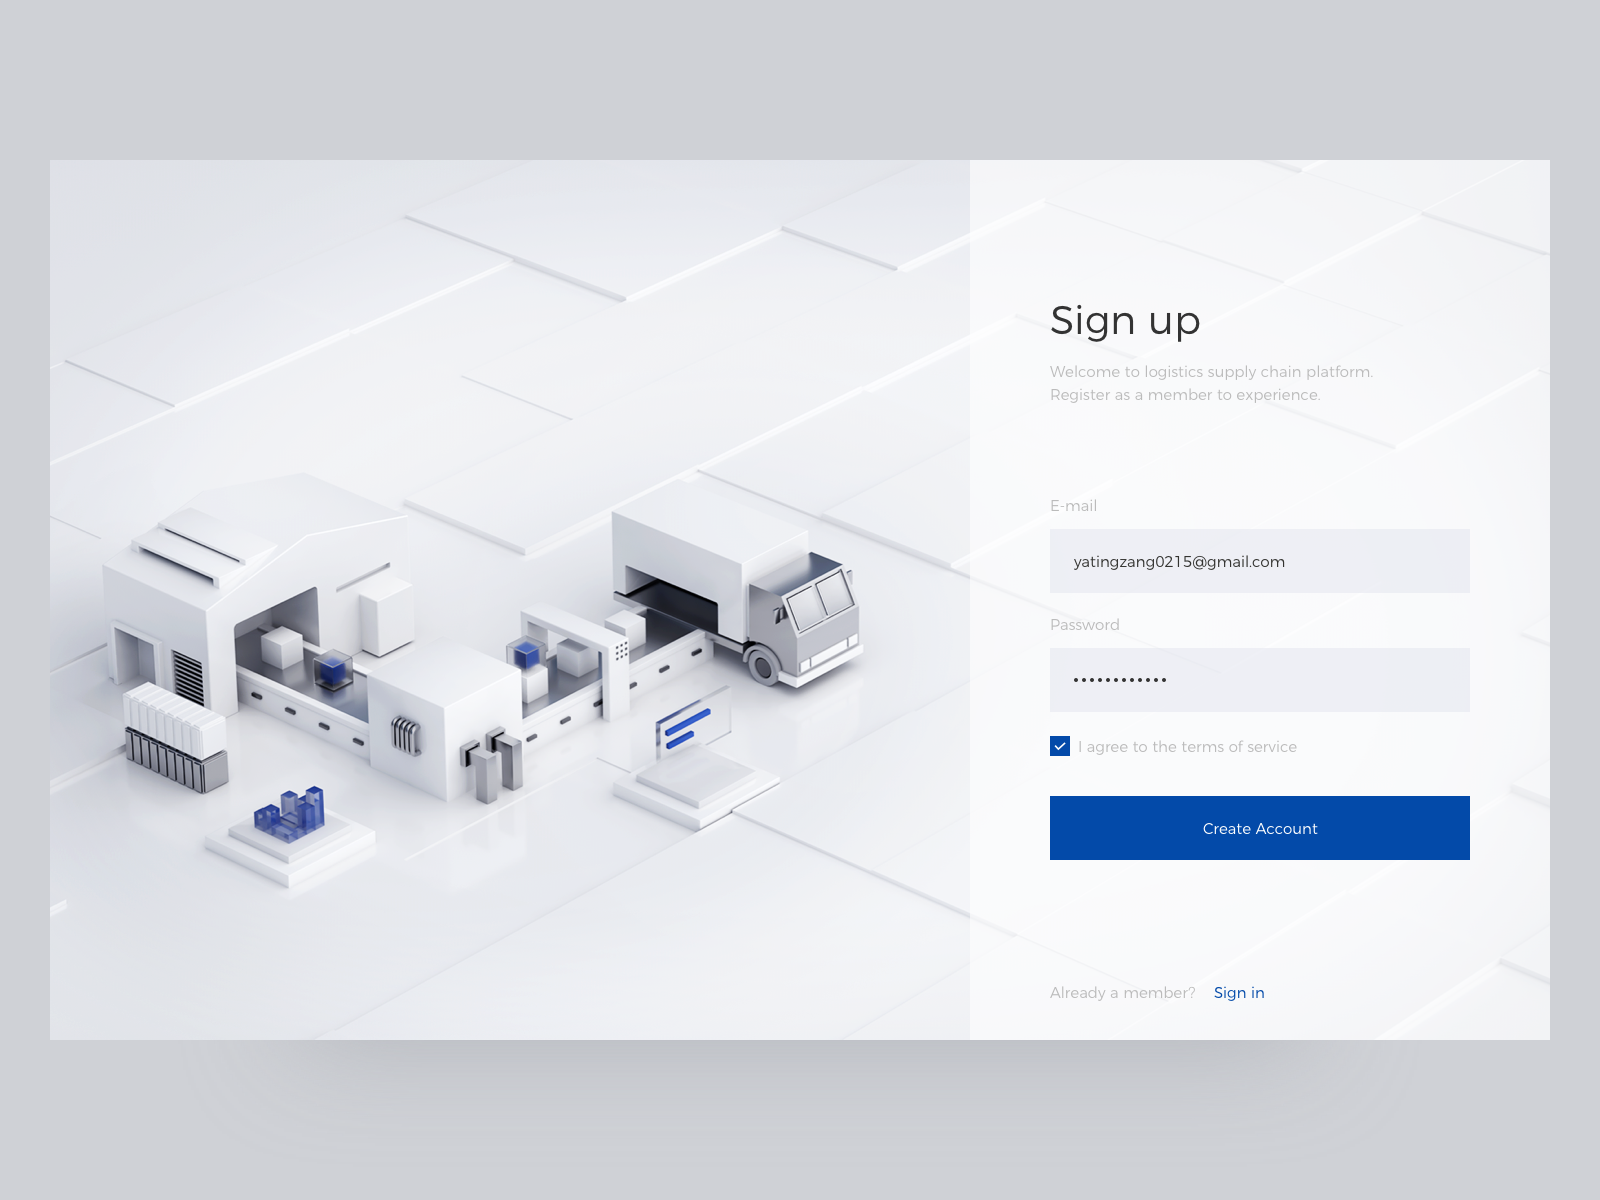 Sign up
Welcome to logistics supply chain platform.
Register as a member to experience.
E-mail
yatingzang0215@gmail.com
Password
••••••••••••
I agree to the terms of service
Create Account
Already a member? Sign in